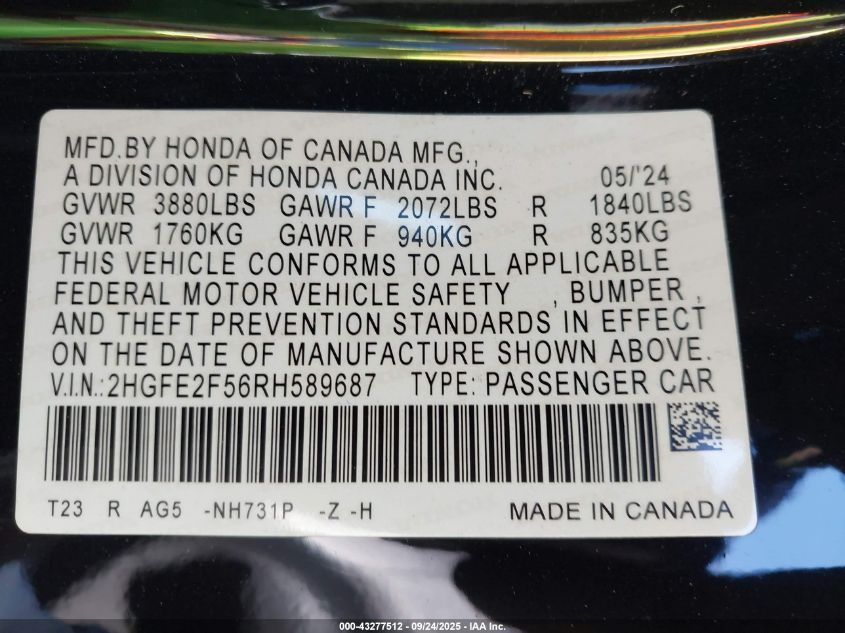 MFD.BY HONDA OF CANADA MFG.,
A DIVISION OF HONDA CANADA INC. 05/'24
GVWR 3880LBS GAWR F 2072LBS R 1840LBS
GVWR 1760KG GAWR F 940KG R 835KG
THIS VEHICLE CONFORMS TO ALL APPLICABLE
FEDERAL MOTOR VEHICLE SAFETY , BUMPER ,
AND THEFT PREVENTION STANDARDS IN EFFECT
ON THE DATE OF MANUFACTURE SHOWN ABOVE.
V.I.N.: 2HGFE2F56RH589687 TYPE: PASSENGER CAR
T23 R AG5 -NH731P -Z -H MADE IN CANADA
000-43277512 - 09/24/2025 - IAA Inc.